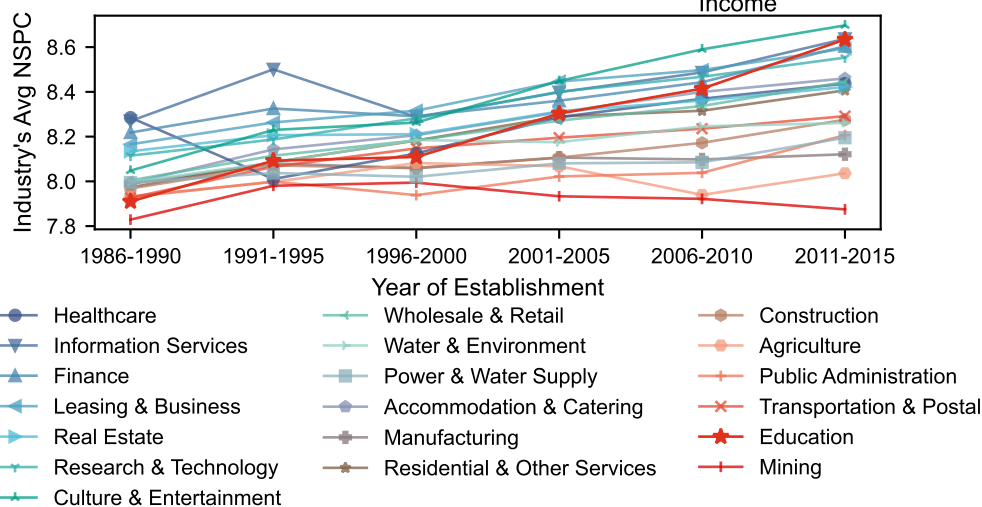 Income
Industry's Avg NSPC
8.6
8.4
8.2
8.0
7.8
1986-1990 1991-1995 1996-2000 2001-2005 2006-2010 2011-2015
Year of Establishment
Healthcare Wholesale & Retail Construction
Information Services Water & Environment Agriculture
Finance Power & Water Supply Public Administration
Leasing & Business Accommodation & Catering Transportation & Postal
Real Estate Manufacturing Education
Research & Technology Residential & Other Services Mining
Culture & Entertainment